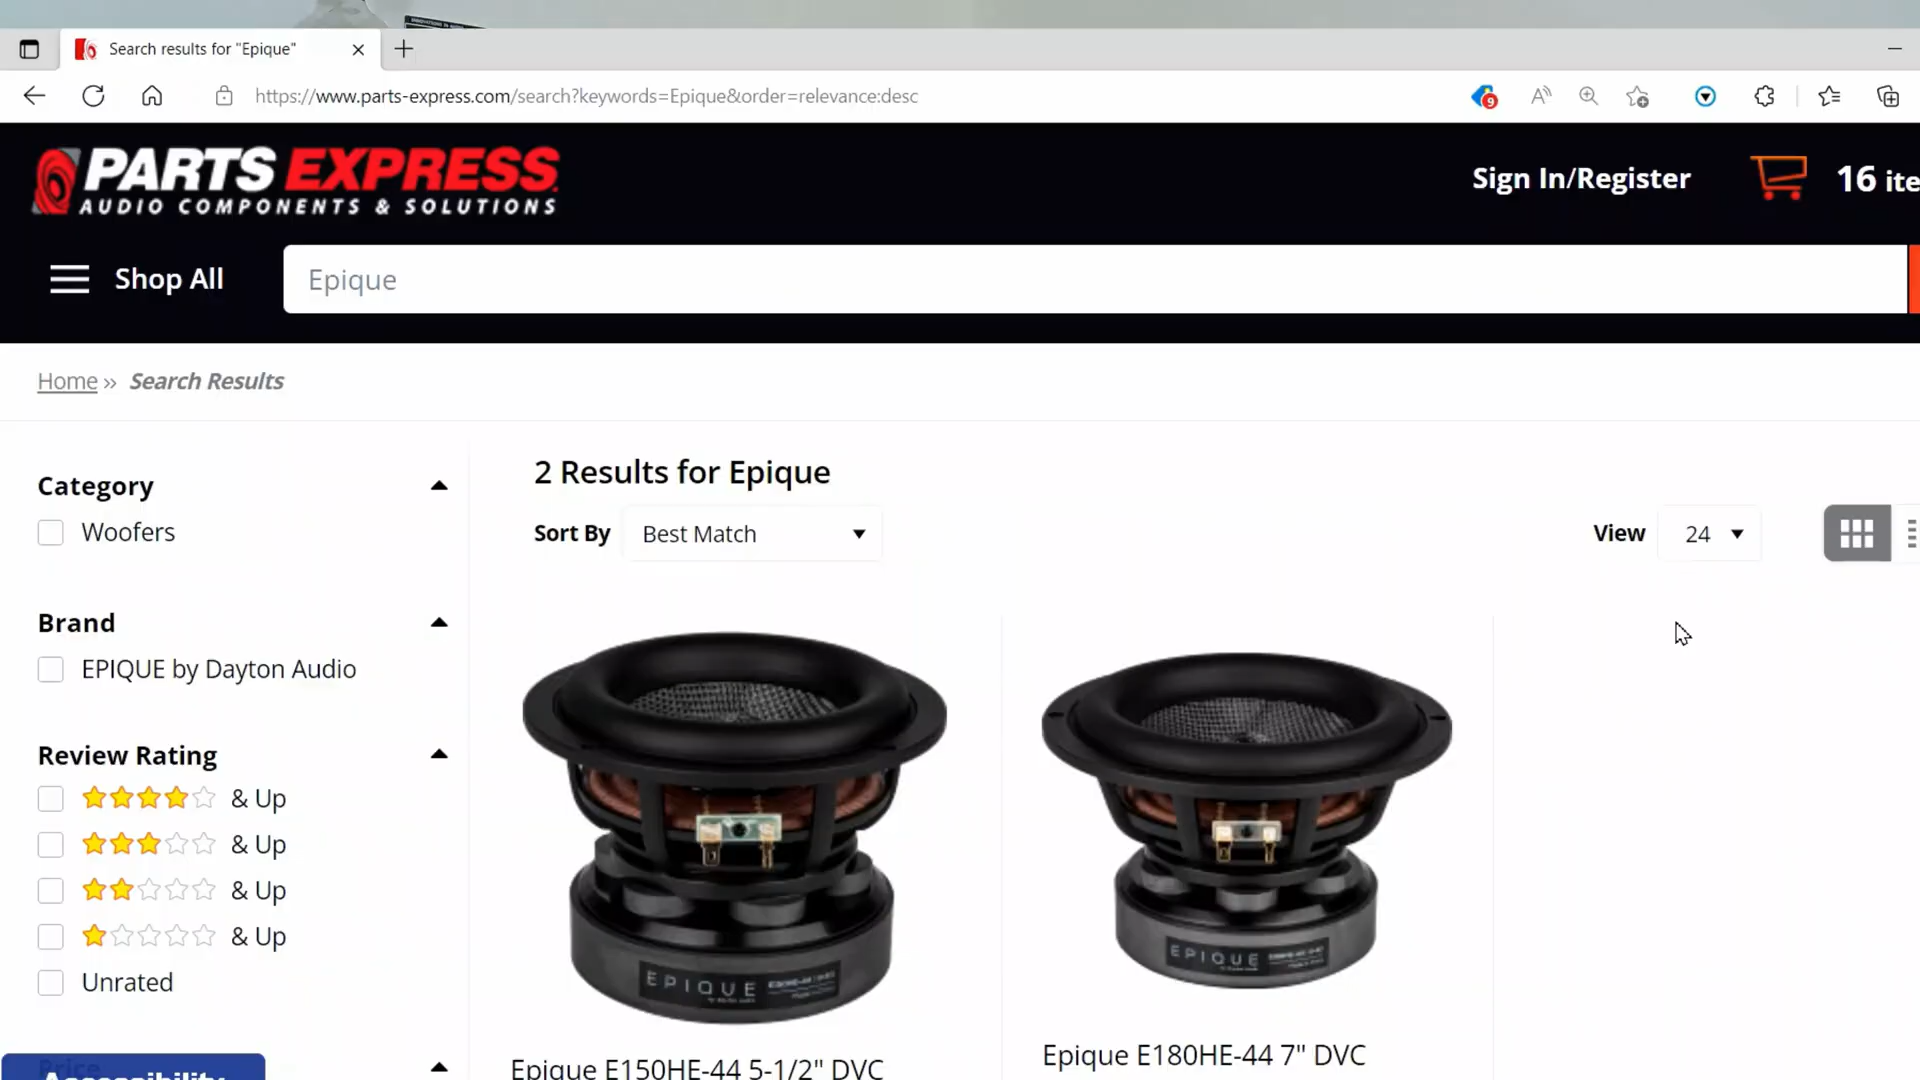 Search results for "Epique"
https://www.parts-express.com/search?keywords=Epique&order=relevance:desc
9
PARTS EXPRESS
AUDIO COMPONENTS & SOLUTIONS
Sign In/Register
16 ite
Shop All
Epique
Home » Search Results
Category
Woofers
Brand
EPIQUE by Dayton Audio
Review Rating
& Up
& Up
& Up
& Up
Unrated
Price
Accessibility
2 Results for Epique
Sort By Best Match
View 24
EPIQUE
EPIQUE
Epique E150HE-44 5-1/2" DVC
Epique E180HE-44 7" DVC